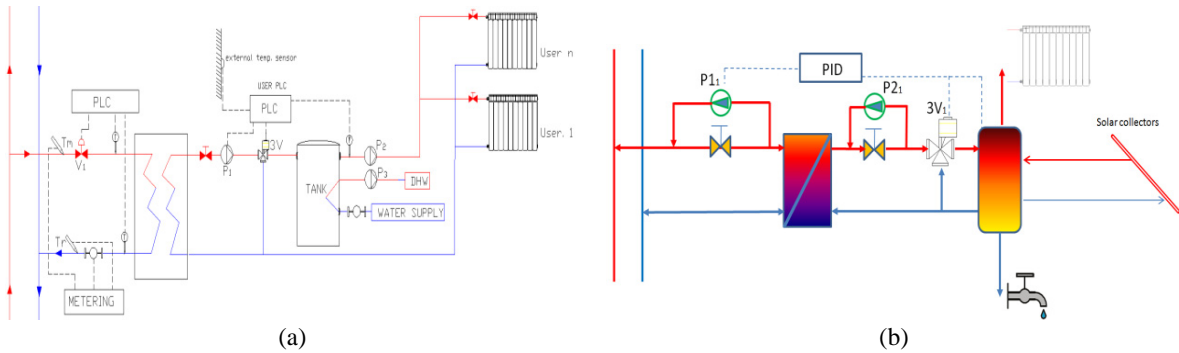 external temp. sensor
USER PLC
PLC
PLC
Tm
V1
T
P1
3V
T
P2
P3
TANK
DHW
WATER SUPPLY
User n
User. 1
Tr
T
METERING
(a)
P1₁
PID
P2₁
3V₁
Solar collectors
(b)